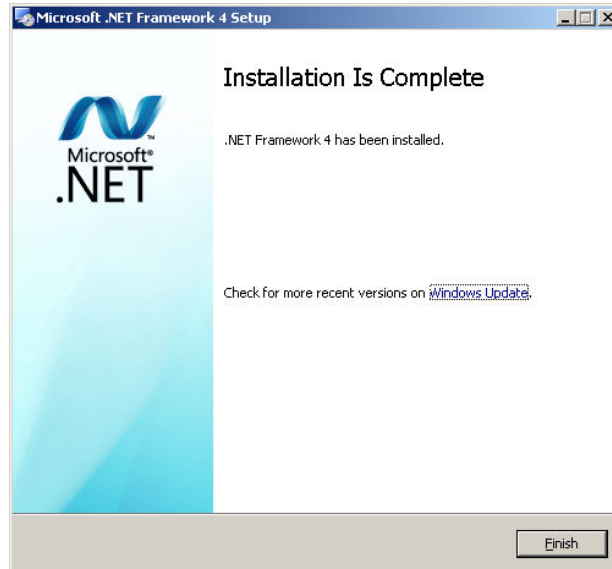 Microsoft .NET Framework 4 Setup
Installation Is Complete
Microsoft®
.NET
.NET Framework 4 has been installed.
Check for more recent versions on Windows Update.
Finish